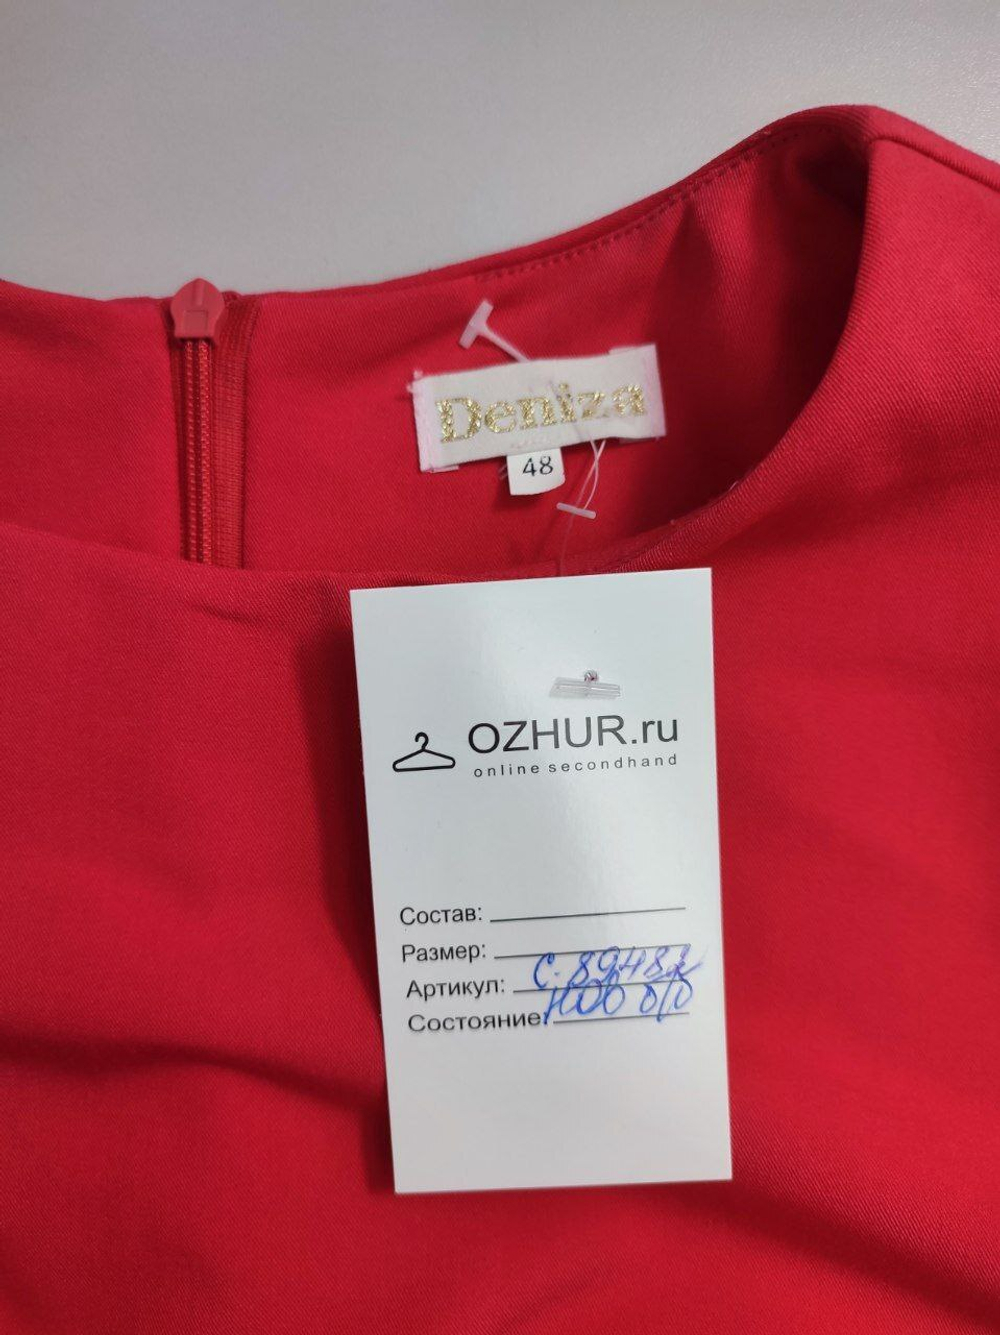 Deniza
48
OZHUR.ru
online secondhand
Состав:
Размер:
Артикул:
Состояние: